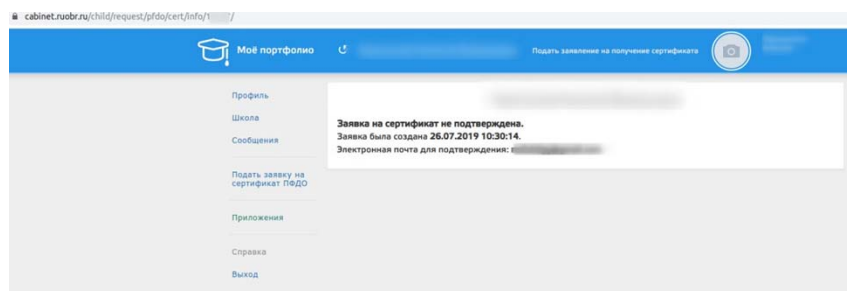 cabinet.ruobr.ru/child/request/pfdo/cert/info/1
Моё портфолио
Подать заявление на получение сертификата
Профиль
Школа
Сообщения
Подать заявку на
сертификат ПФДО
Приложения
Справка
Выход
Заявка на сертификат не подтверждена.
Заявка была создана 26.07.2019 10:30:14.
Электронная почта для подтверждения: